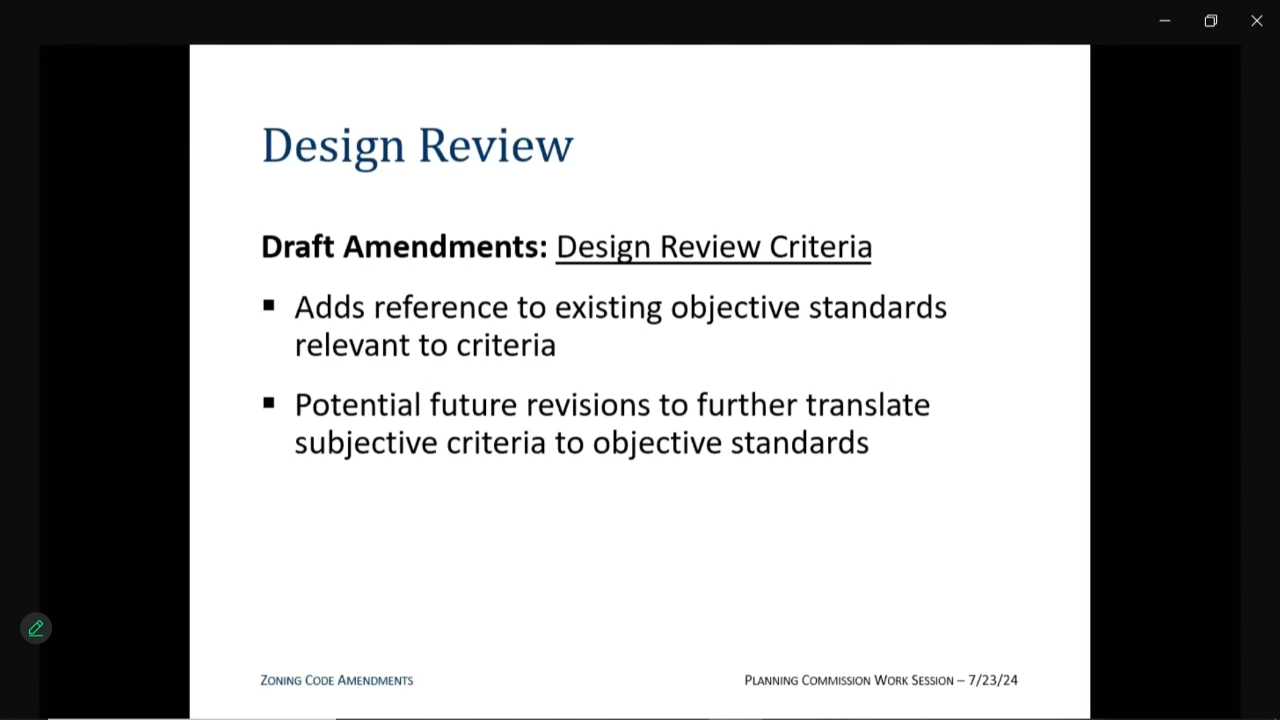 Design Review
Draft Amendments: Design Review Criteria
▪ Adds reference to existing objective standards
relevant to criteria
▪ Potential future revisions to further translate
subjective criteria to objective standards
ZONING CODE AMENDMENTS
PLANNING COMMISSION WORK SESSION – 7/23/24